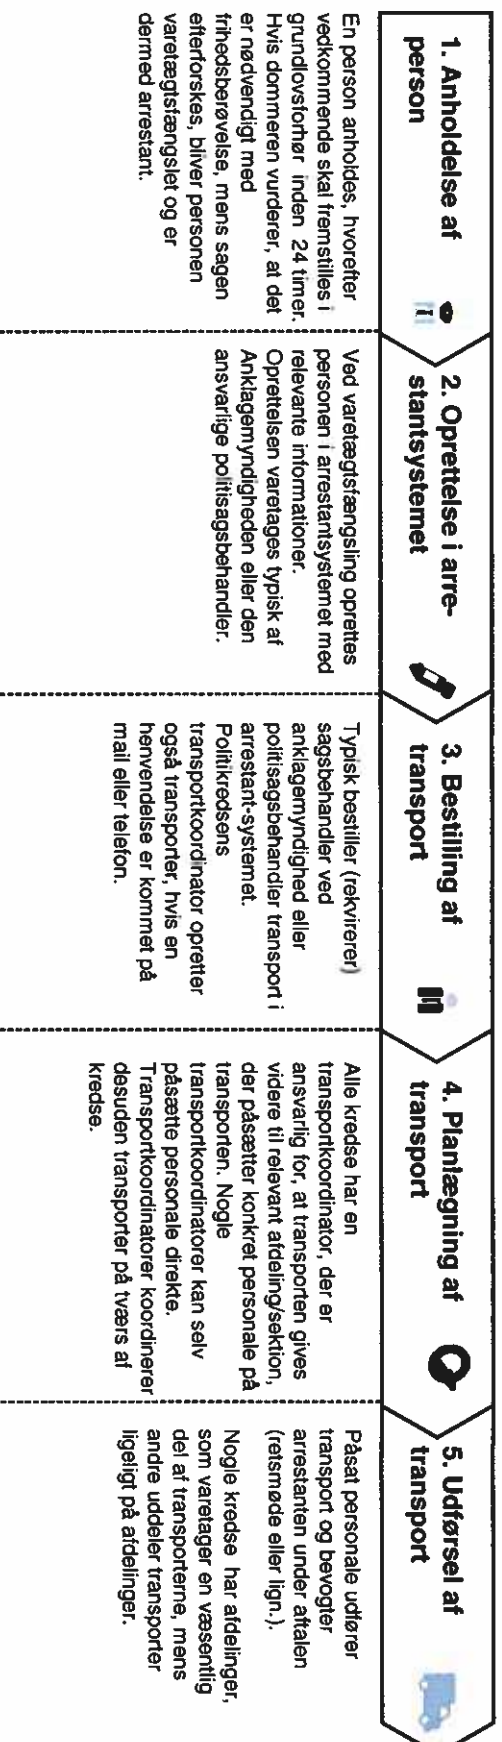 1. Anholdelse af
person
En person anholdes, hvorefter
vedkommende skal fremstilles i
grundlovsforhør inden 24 timer.
Hvis dommeren vurderer, at det
er nødvendigt med
frihedsberøvelse, mens sagen
efterforskes, bliver personen
varetægtsfængslet og er
dermed arrestant.
2. Oprettelse i arre-
stantsystemet
Ved varetægtsfængsling oprettes
personen i arrestantsystemet med
relevante informationer.
Oprettelsen varetages typisk af
Anklagemyndigheden eller den
ansvarlige politisagsbehandler.
3. Bestilling af
transport
Typisk bestiller (rekvirerer)
sagsbehandler ved
anklagemyndighed eller
politisagsbehandler transport i
arrestant-systemet.
Politikredsens
transportkoordinator opretter
også transporter, hvis en
henvendelse er kommet på
mail eller telefon.
4. Planlægning af
transport
Alle kredse har en
transportkoordinator, der er
ansvarlig for, at transporten gives
videre til relevant afdeling/sektion,
der påsætter konkret personale på
transporten. Nogle
transportkoordinatorer kan selv
påsætte personale direkte.
Transportkoordinatorer koordinerer
desuden transporter på tværs af
kredse.
5. Udførsel af
transport
Påsat personale udfører
transport og bevogter
arrestanten under aftalen
(retsmøde eller lign.).
Nogle kredse har afdelinger,
som varetager en væsentlig
del af transporterne, mens
andre uddeler transporter
ligeligt på afdelinger.